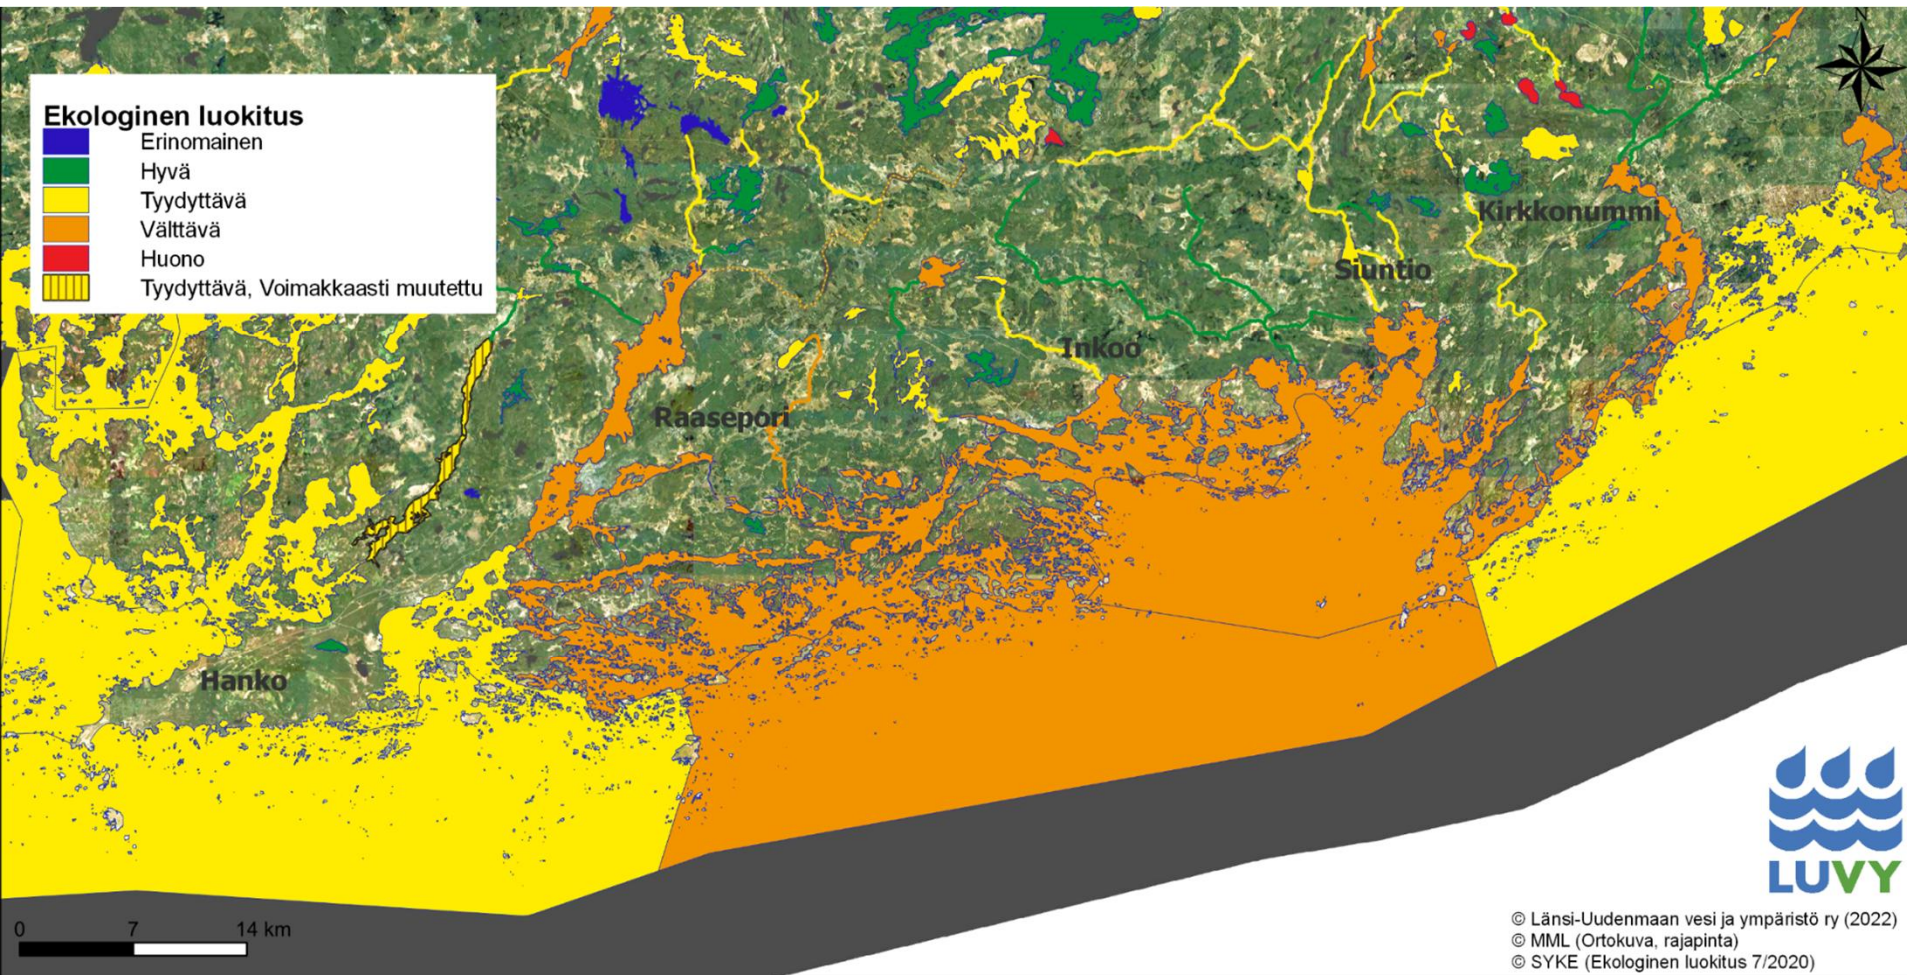 N
Ekologinen luokitus
Erinomainen
Hyvä
Tyydyttävä
Välttävä
Huono
Tyydyttävä, Voimakkaasti muutettu
Kirkkonummi
Siuntio
Inkoo
Raasepori
Hanko
LUVY
0 7 14 km
© Länsi-Uudenmaan vesi ja ympäristö ry (2022)
© MML (Ortokuva, rajapinta)
© SYKE (Ekologinen luokitus 7/2020)